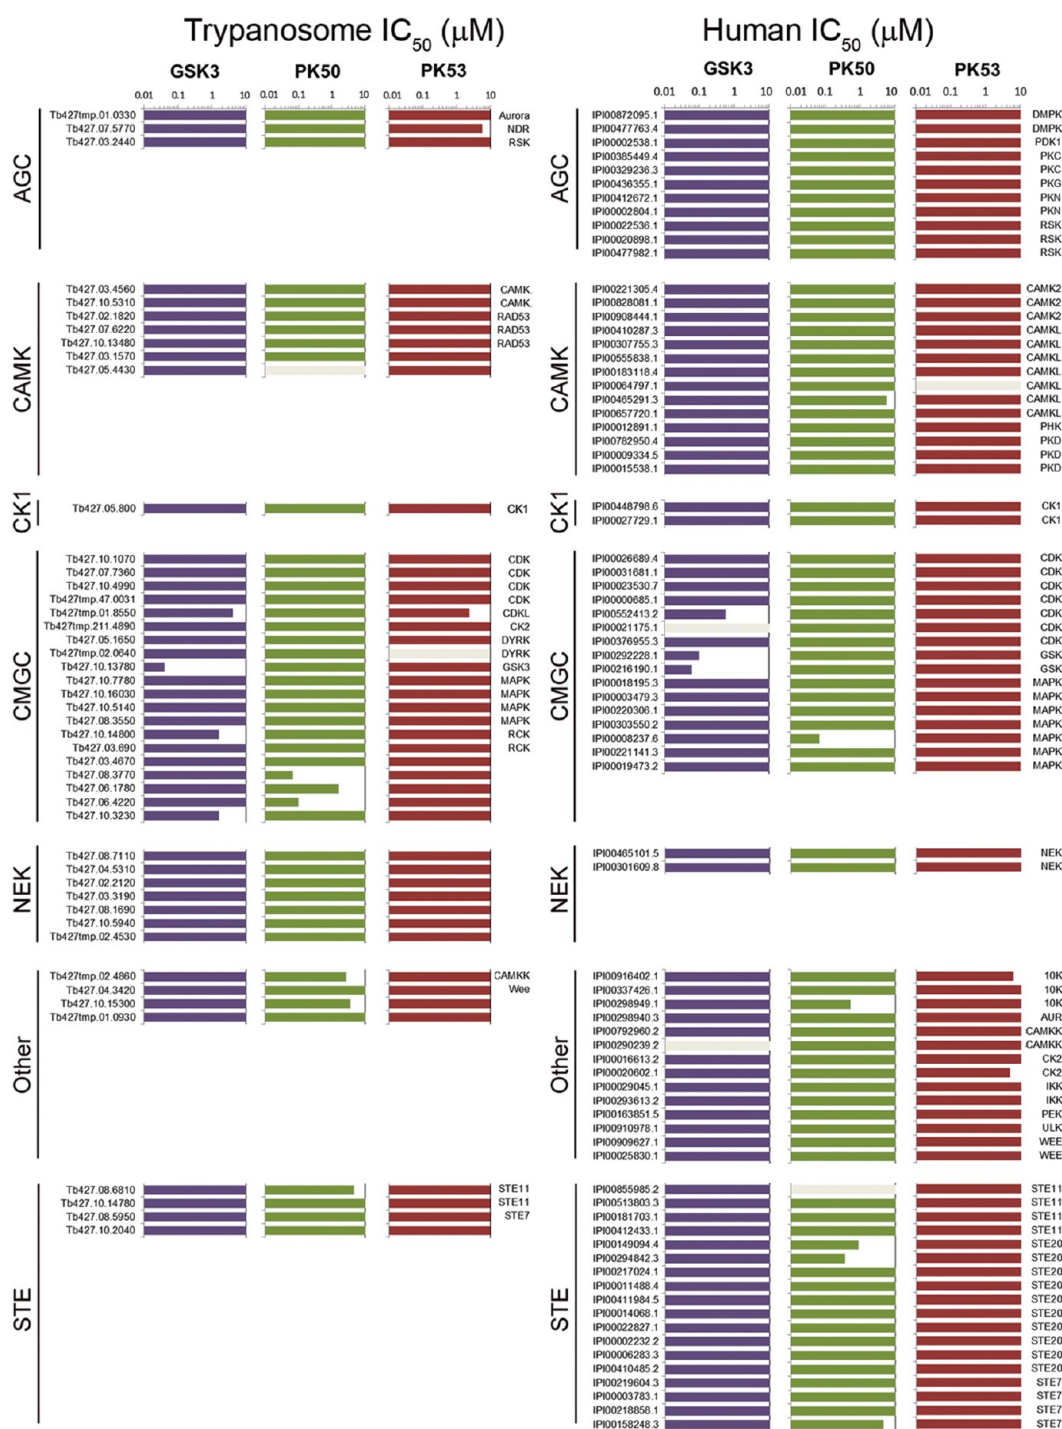 Trypanosome IC50 (μM)
GSK3 PK50 PK53
0.01 0.1 1 10 0.01 0.1 1 10 0.01 0.1 1 10
AGC
Tb427tmp.01.0330 Aurora
Tb427.07.5770 NDR
Tb427.03.2440 RSK
CAMK
Tb427.03.4560 CAMK
Tb427.10.5310 CAMK
Tb427.02.1820 RAD53
Tb427.07.6220 RAD53
Tb427.10.13480 RAD53
Tb427.03.1570
Tb427.05.4430
CK1
Tb427.05.800 CK1
CMGC
Tb427.10.1070 CDK
Tb427.07.7360 CDK
Tb427.10.4990 CDK
Tb427tmp.47.0031 CDK
Tb427tmp.01.8550 CDKL
Tb427tmp.211.4890 CK2
Tb427.05.1650 DYRK
Tb427tmp.02.0640 DYRK
Tb427.10.13780 GSK3
Tb427.10.7780 MAPK
Tb427.10.16030 MAPK
Tb427.10.5140 MAPK
Tb427.08.3550 MAPK
Tb427.10.14800 RCK
Tb427.03.690 RCK
Tb427.03.4670
Tb427.08.3770
Tb427.06.1780
Tb427.06.4220
Tb427.10.3230
NEK
Tb427.08.7110
Tb427.04.5310
Tb427.02.2120
Tb427.03.3190
Tb427.08.1690
Tb427.10.5940
Tb427tmp.02.4530
Other
Tb427tmp.02.4860 CAMKK
Tb427.04.3420 Wee
Tb427.10.15300
Tb427tmp.01.0930
STE
Tb427.08.6810 STE11
Tb427.10.14780 STE11
Tb427.08.5950 STE7
Tb427.10.2040
Human IC50 (μM)
GSK3 PK50 PK53
0.01 0.1 1 10 0.01 0.1 1 10 0.01 0.1 1 10
AGC
IPI00872095.1 DMPK
IPI00477763.4 DMPK
IPI00002538.1 PDK1
IPI00385449.4 PKC
IPI00329236.3 PKC
IPI00436355.1 PKG
IPI00412672.1 PKN
IPI00002804.1 PKN
IPI00022536.1 RSK
IPI00020898.1 RSK
IPI00477982.1 RSK
CAMK
IPI00221305.4 CAMK2
IPI00828081.1 CAMK2
IPI00908444.1 CAMK2
IPI00410287.3 CAMKL
IPI00307755.3 CAMKL
IPI00555838.1 CAMKL
IPI00183118.4 CAMKL
IPI00064797.1 CAMKL
IPI00465291.3 CAMKL
IPI00657720.1 CAMKL
IPI00012891.1 PHK
IPI00782950.4 PKD
IPI00009334.5 PKD
IPI00015538.1 PKD
CK1
IPI00448798.6 CK1
IPI00027729.1 CK1
CMGC
IPI00026689.4 CDK
IPI00031681.1 CDK
IPI00023530.7 CDK
IPI00000685.1 CDK
IPI00552413.2 CDK
IPI00021175.1 CDK
IPI00376955.3 CDK
IPI00292228.1 GSK
IPI00216190.1 GSK
IPI00018195.3 MAPK
IPI00003479.3 MAPK
IPI00220306.1 MAPK
IPI00303550.2 MAPK
IPI00008237.6 MAPK
IPI00221141.3 MAPK
IPI00019473.2 MAPK
NEK
IPI00465101.5 NEK
IPI00301609.8 NEK
Other
IPI00916402.1 10K
IPI00337426.1 10K
IPI00298949.1 10K
IPI00298940.3 AUR
IPI00792960.2 CAMKK
IPI00290239.2 CAMKK
IPI00016613.2 CK2
IPI00020602.1 CK2
IPI00029045.1 IKK
IPI00293613.2 IKK
IPI00163851.5 PEK
IPI00910978.1 ULK
IPI00909627.1 WEE
IPI00025830.1 WEE
STE
IPI00855985.2 STE11
IPI00513803.3 STE11
IPI00181703.1 STE11
IPI00412433.1 STE11
IPI00149094.4 STE20
IPI00294842.3 STE20
IPI00217024.1 STE20
IPI00011488.4 STE20
IPI00411984.5 STE20
IPI00014068.1 STE20
IPI00022827.1 STE20
IPI00002232.2 STE20
IPI00006283.3 STE20
IPI00410485.2 STE20
IPI00219604.3 STE7
IPI00003783.1 STE7
IPI00218858.1 STE7
IPI00158248.3 STE7